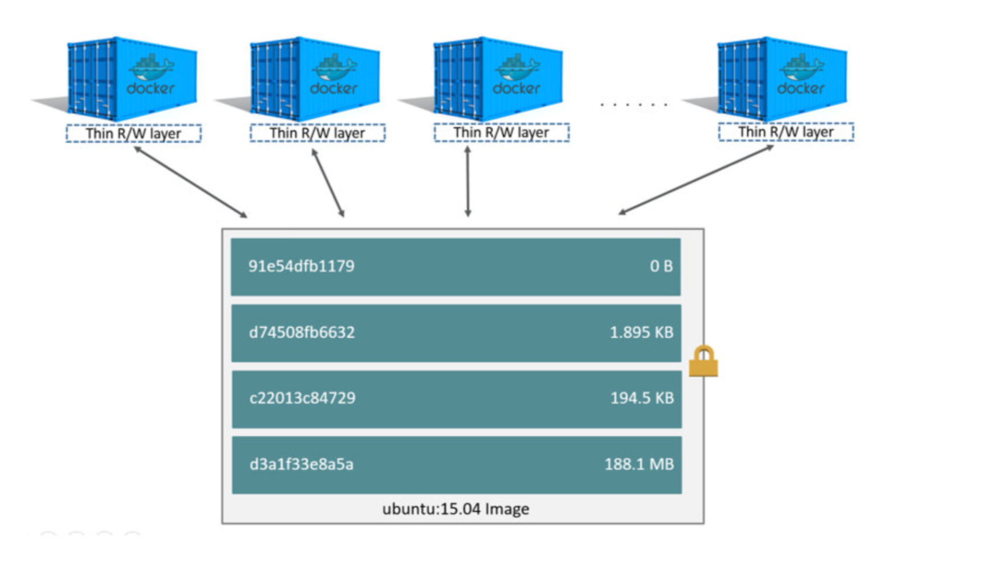 docker
docker
docker
docker
Thin R/W layer
Thin R/W layer
Thin R/W layer
. . . . . .
Thin R/W layer
91e54dfb1179 0 B
d74508fb6632 1.895 KB
c22013c84729 194.5 KB
d3a1f33e8a5a 188.1 MB
ubuntu:15.04 Image